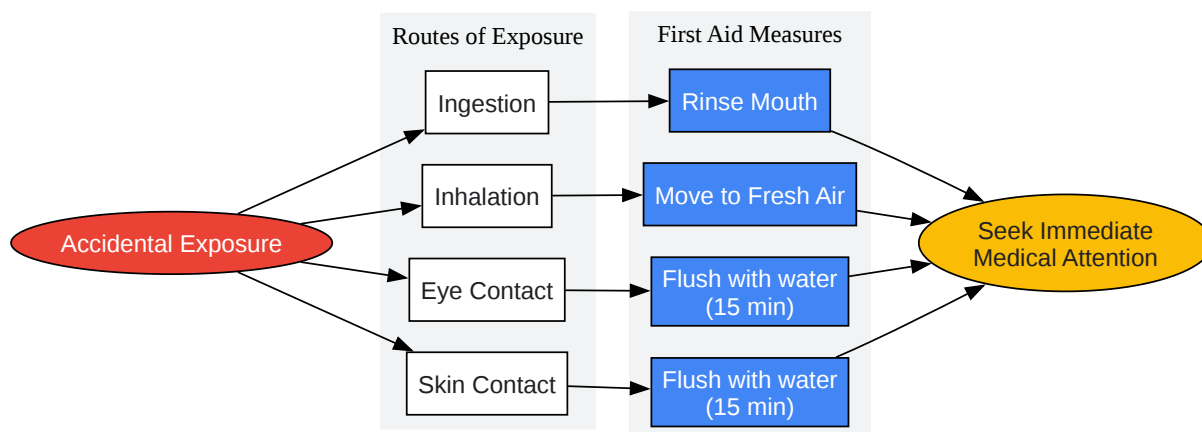 Routes of Exposure
First Aid Measures
Ingestion
Rinse Mouth
Inhalation
Move to Fresh Air
Accidental Exposure
Seek Immediate
Medical Attention
Eye Contact
Flush with water
(15 min)
Skin Contact
Flush with water
(15 min)